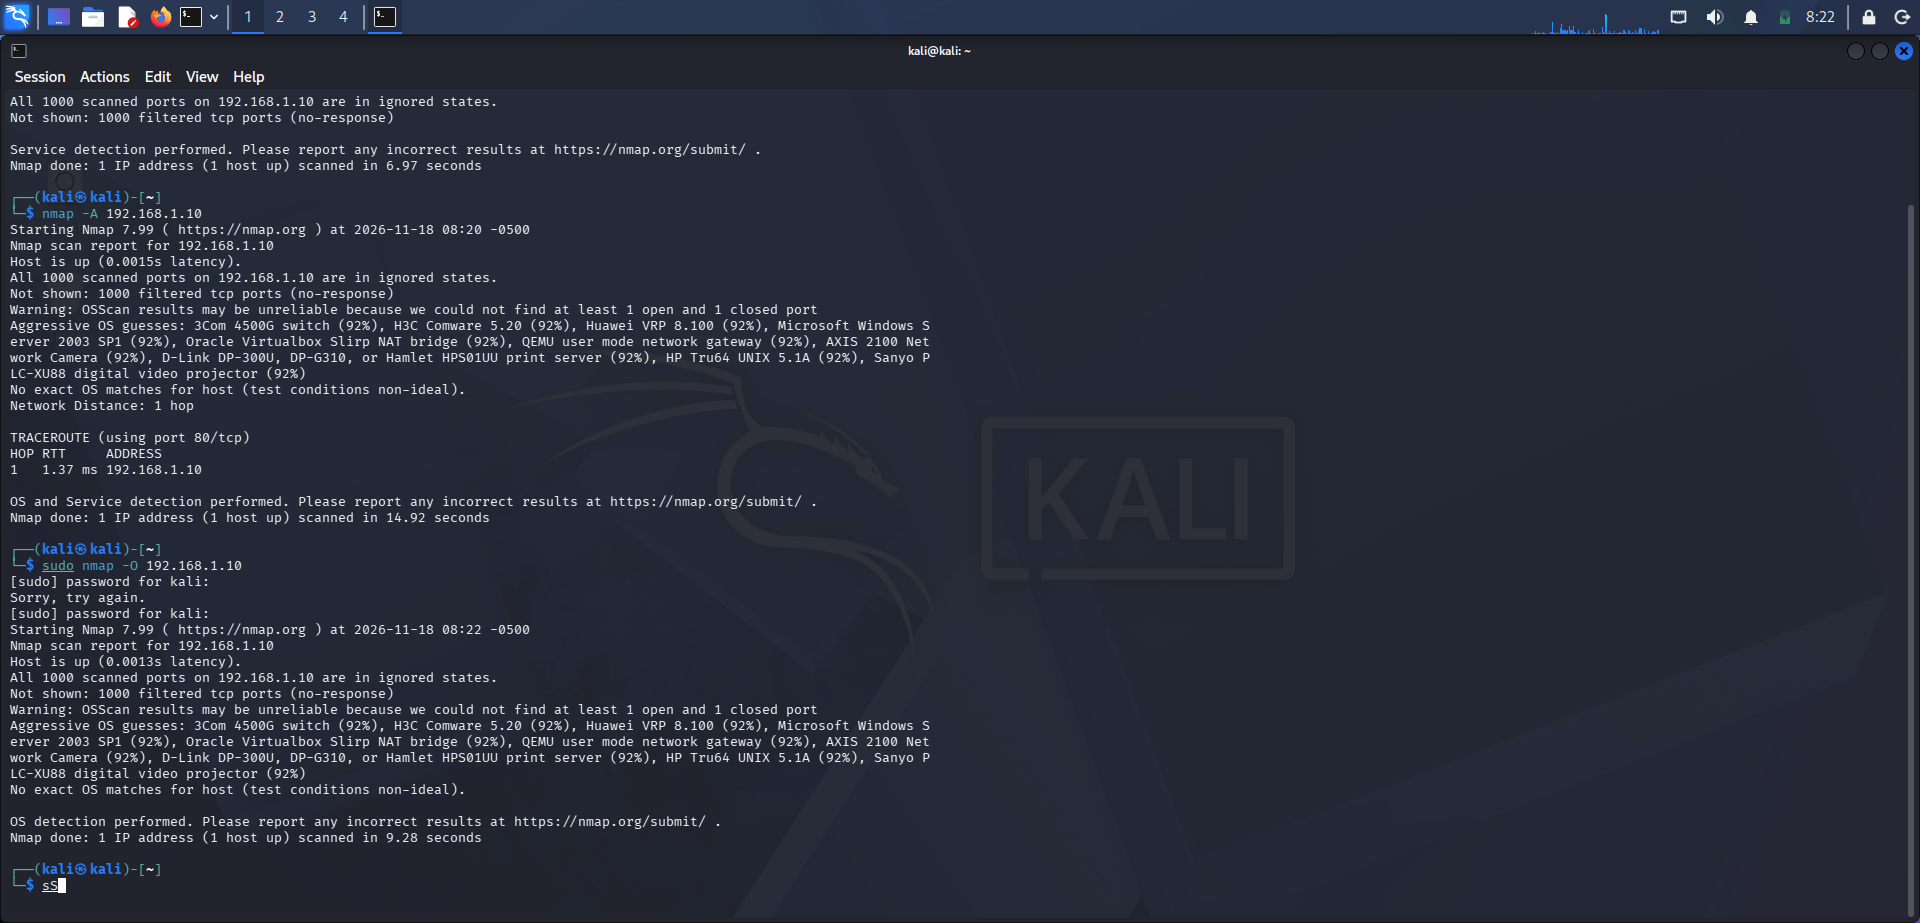 1 2 3 4 8:22
kali@kali: ~
Session Actions Edit View Help
All 1000 scanned ports on 192.168.1.10 are in ignored states.
Not shown: 1000 filtered tcp ports (no-response)
Service detection performed. Please report any incorrect results at https://nmap.org/submit/ .
Nmap done: 1 IP address (1 host up) scanned in 6.97 seconds
┌──(kali㉿kali)-[~]
└─$ nmap -A 192.168.1.10
Starting Nmap 7.99 ( https://nmap.org ) at 2026-11-18 08:20 -0500
Nmap scan report for 192.168.1.10
Host is up (0.0015s latency).
All 1000 scanned ports on 192.168.1.10 are in ignored states.
Not shown: 1000 filtered tcp ports (no-response)
Warning: OSScan results may be unreliable because we could not find at least 1 open and 1 closed port
Aggressive OS guesses: 3Com 4500G switch (92%), H3C Comware 5.20 (92%), Huawei VRP 8.100 (92%), Microsoft Windows S
erver 2003 SP1 (92%), Oracle Virtualbox Slirp NAT bridge (92%), QEMU user mode network gateway (92%), AXIS 2100 Net
work Camera (92%), D-Link DP-300U, DP-G310, or Hamlet HPS01UU print server (92%), HP Tru64 UNIX 5.1A (92%), Sanyo P
LC-XU88 digital video projector (92%)
No exact OS matches for host (test conditions non-ideal).
Network Distance: 1 hop
TRACEROUTE (using port 80/tcp)
HOP RTT     ADDRESS
1   1.37 ms 192.168.1.10
OS and Service detection performed. Please report any incorrect results at https://nmap.org/submit/ .
Nmap done: 1 IP address (1 host up) scanned in 14.92 seconds
┌──(kali㉿kali)-[~]
└─$ sudo nmap -O 192.168.1.10
[sudo] password for kali:
Sorry, try again.
[sudo] password for kali:
Starting Nmap 7.99 ( https://nmap.org ) at 2026-11-18 08:22 -0500
Nmap scan report for 192.168.1.10
Host is up (0.0013s latency).
All 1000 scanned ports on 192.168.1.10 are in ignored states.
Not shown: 1000 filtered tcp ports (no-response)
Warning: OSScan results may be unreliable because we could not find at least 1 open and 1 closed port
Aggressive OS guesses: 3Com 4500G switch (92%), H3C Comware 5.20 (92%), Huawei VRP 8.100 (92%), Microsoft Windows S
erver 2003 SP1 (92%), Oracle Virtualbox Slirp NAT bridge (92%), QEMU user mode network gateway (92%), AXIS 2100 Net
work Camera (92%), D-Link DP-300U, DP-G310, or Hamlet HPS01UU print server (92%), HP Tru64 UNIX 5.1A (92%), Sanyo P
LC-XU88 digital video projector (92%)
No exact OS matches for host (test conditions non-ideal).
OS detection performed. Please report any incorrect results at https://nmap.org/submit/ .
Nmap done: 1 IP address (1 host up) scanned in 9.28 seconds
┌──(kali㉿kali)-[~]
└─$ sS
KALI